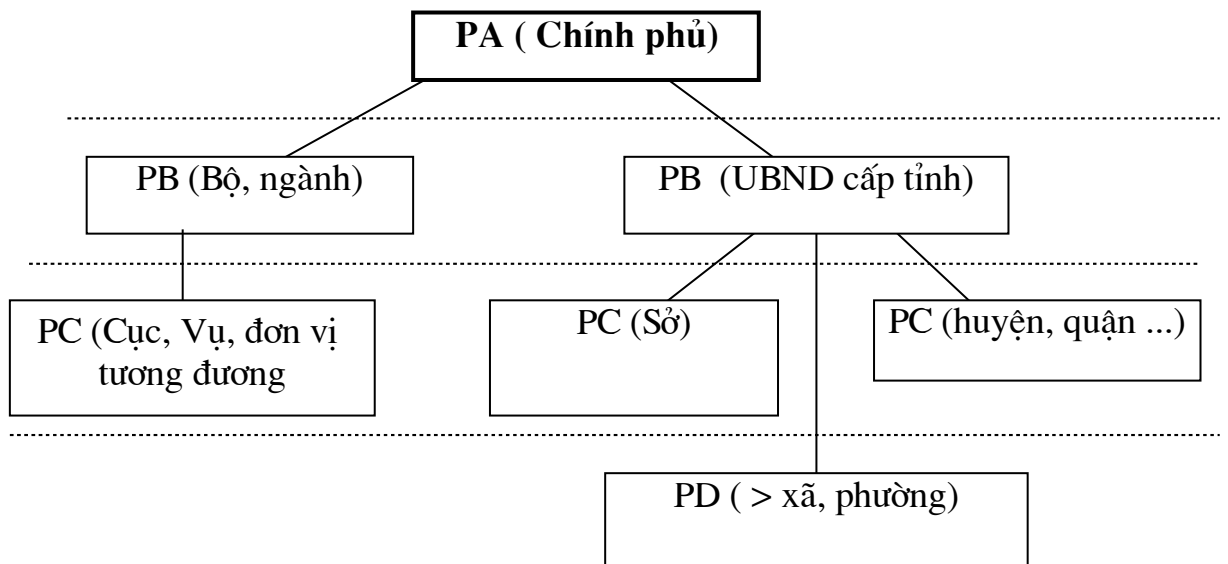 PA ( Chính phủ)
PB (Bộ, ngành)
PB (UBND cấp tỉnh)
PC (Cục, Vụ, đơn vị
tương đương
PC (Sở)
PC (huyện, quận ...)
PD ( > xã, phường)